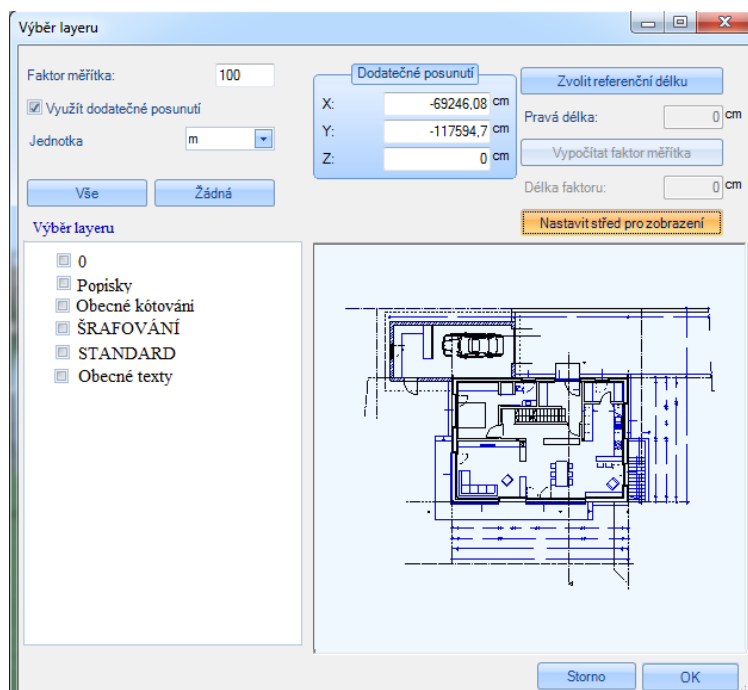 Výběr layeru
Faktor měřítka: 100
Využít dodatečné posunutí
Jednotka m
Vše Žádná
Dodatečné posunutí
X: -69246,08 cm
Y: -117594,7 cm
Z: 0 cm
Zvolit referenční délku
Pravá délka: 0 cm
Vypočítat faktor měřítka
Délka faktoru: 0 cm
Nastavit střed pro zobrazení
Výběr layeru
0
Popisky
Obecné kótováni
ŠRAFOVÁNÍ
STANDARD
Obecné texty
Storno OK